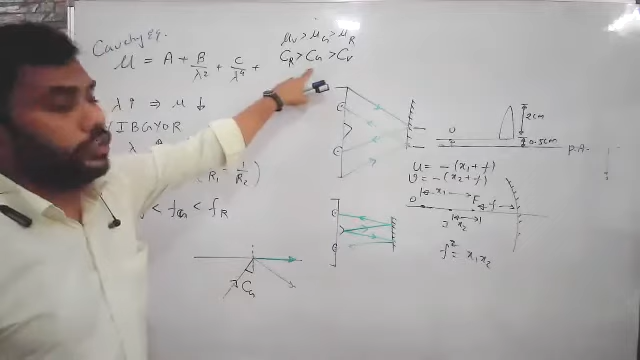 Cauchy Eq.
μ = A + B/λ² + C/λ⁴ +
μv > μG > μR
CR > CG > Cv
λ↑ ⇒ μ ↓
VIBGYOR
λ
R1 - 1/R2)
< fG < fR
CG
O
2cm
0.5cm
P.A.
u = -(x1+f)
v = -(x2+f)
O x1 F f
I x2
f² = x1x2